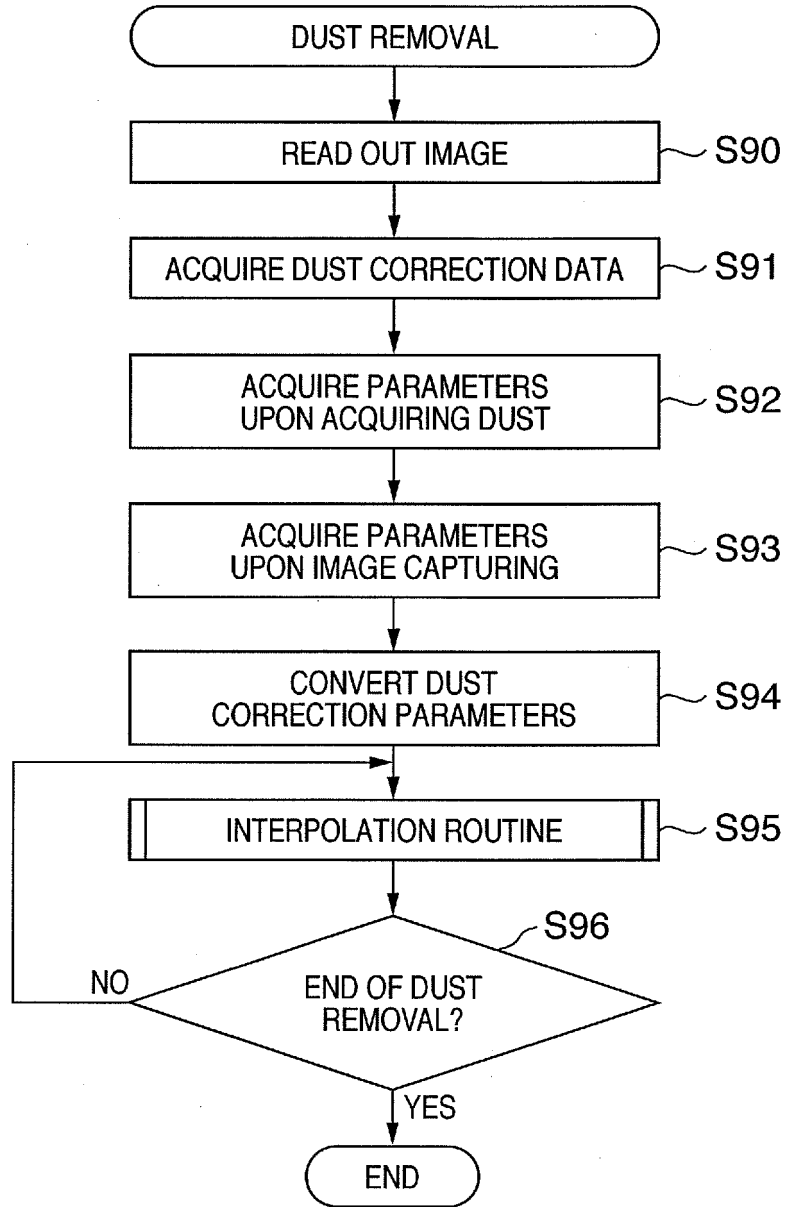 DUST REMOVAL
READ OUT IMAGE
S90
ACQUIRE DUST CORRECTION DATA
S91
ACQUIRE PARAMETERS
UPON ACQUIRING DUST
S92
ACQUIRE PARAMETERS
UPON IMAGE CAPTURING
S93
CONVERT DUST
CORRECTION PARAMETERS
S94
INTERPOLATION ROUTINE
S95
S96
NO
END OF DUST
REMOVAL?
YES
END